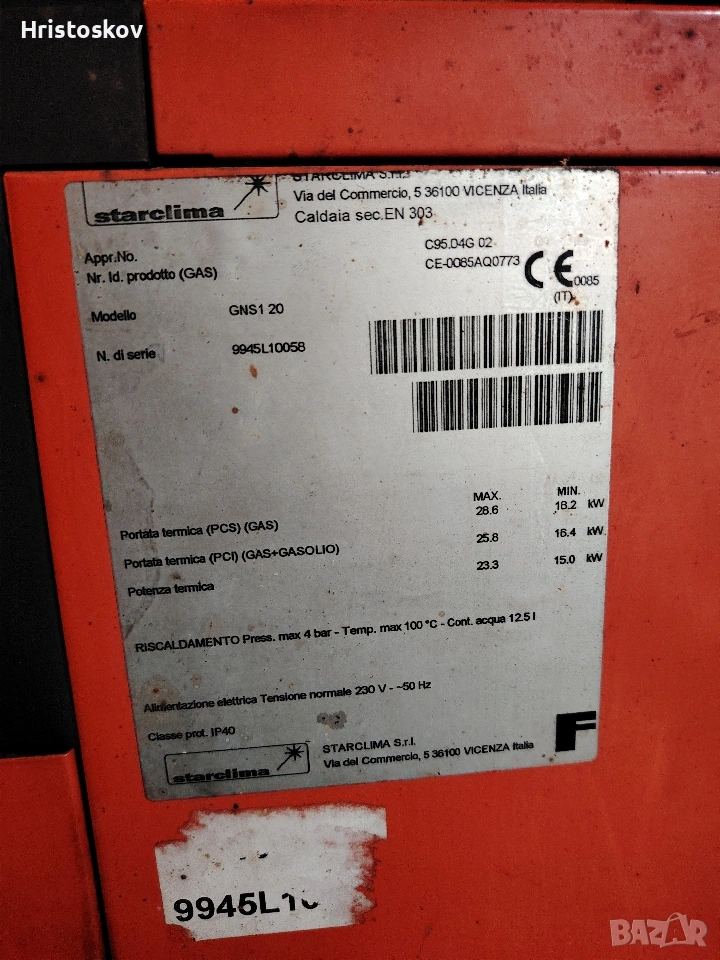 Hristoskov
starclima
STARCLIMA S.r.l.
Via del Commercio, 5 36100 VICENZA Italia
Caldaia sec.EN 303
Appr.No. C95.04G 02
Nr. Id. prodotto (GAS) CE-0085AQ0773 CE 0085
(IT)
Modello GNS1 20
N. di serie 9945L10058
MAX. MIN.
Portata termica (PCS) (GAS) 28.6 18.2 kW
Portata termica (PCI) (GAS+GASOLIO) 25.8 16.4 kW
Potenza termica 23.3 15.0 kW
RISCALDAMENTO Press. max 4 bar - Temp. max 100 °C - Cont. acqua 12.5 l
Alimentazione elettrica Tensione normale 230 V - ~50 Hz
Classe prot. IP40
starclima
STARCLIMA S.r.l.
Via del Commercio, 5 36100 VICENZA Italia
F
9945L10
BAZAR